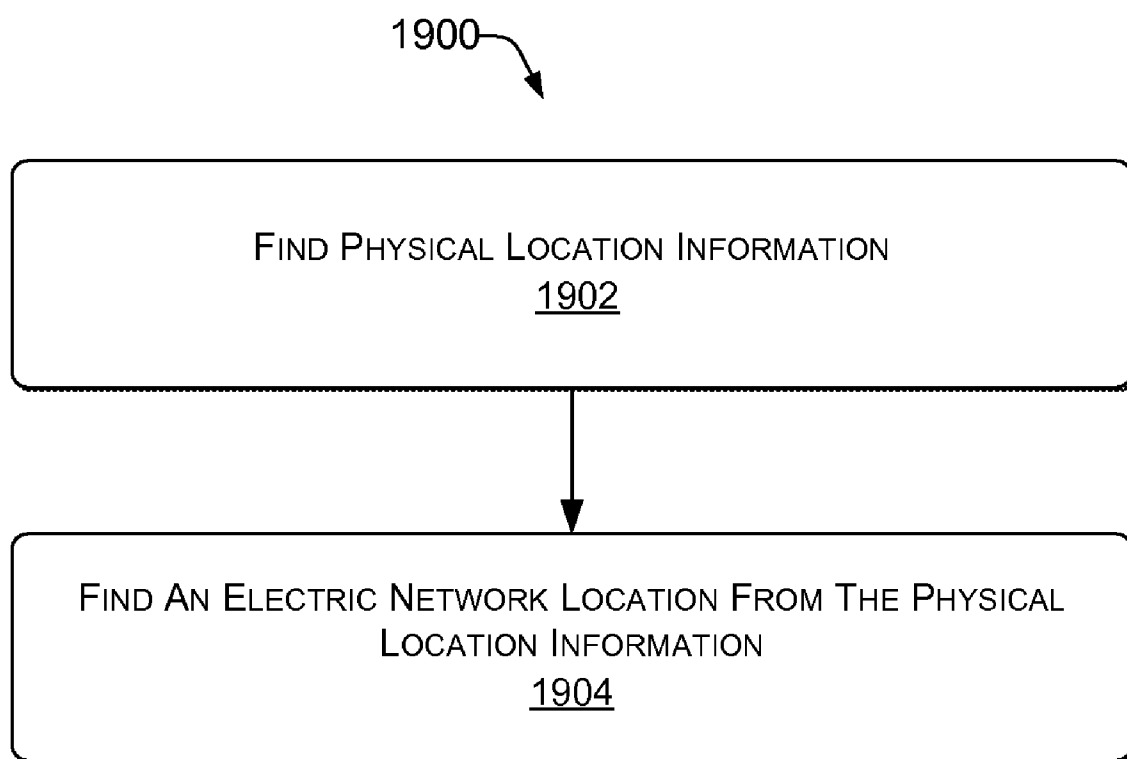 1900
FIND PHYSICAL LOCATION INFORMATION
1902
FIND AN ELECTRIC NETWORK LOCATION FROM THE PHYSICAL
LOCATION INFORMATION
1904